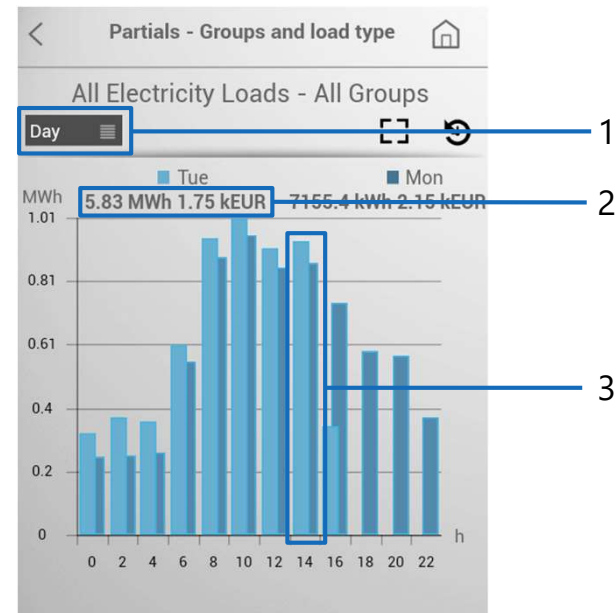 Partials - Groups and load type
All Electricity Loads - All Groups
Day
1
Tue
Mon
MWh
5.83 MWh 1.75 kEUR
7155.4 kWh 2.15 kEUR
2
1.01
0.81
0.61
3
0.4
0.2
0
h
0 2 4 6 8 10 12 14 16 18 20 22